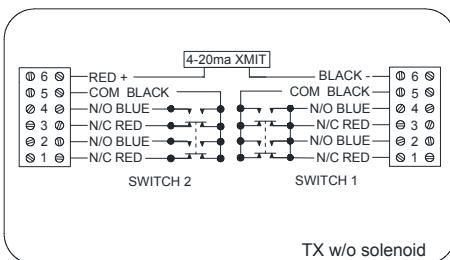 4-20ma XMIT
6 RED + BLACK - 6
5 COM BLACK COM BLACK 5
4 N/O BLUE N/O BLUE 4
3 N/C RED N/C RED 3
2 N/O BLUE N/O BLUE 2
1 N/C RED N/C RED 1
SWITCH 2 SWITCH 1
TX w/o solenoid